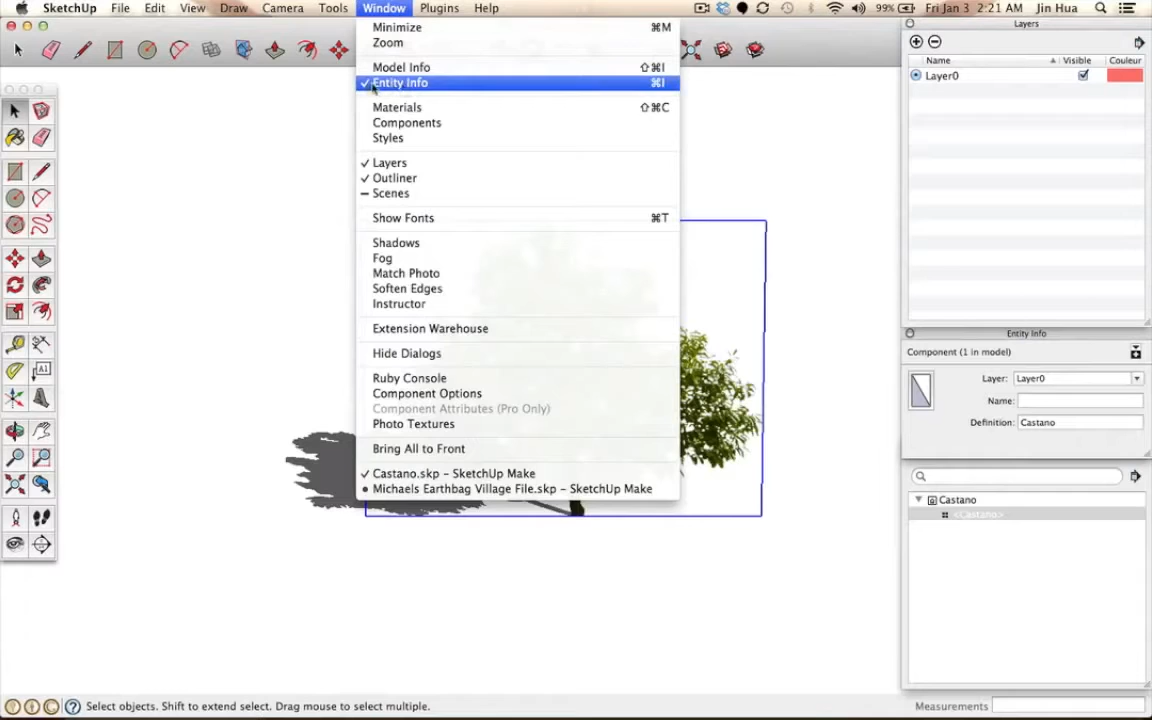 SketchUp File Edit View Draw Camera Tools Window Plugins Help 99% Fri Jan 3 2:21 AM Jin Hua
Minimize ⌘M
Zoom
Model Info ⇧⌘I
✓ Entity Info ⌘I
Materials ⇧⌘C
Components
Styles
✓ Layers
✓ Outliner
– Scenes
Show Fonts ⌘T
Shadows
Fog
Match Photo
Soften Edges
Instructor
Extension Warehouse
Hide Dialogs
Ruby Console
Component Options
Component Attributes (Pro Only)
Photo Textures
Bring All to Front
✓ Castano.skp – SketchUp Make
• Michaels Earthbag Village File.skp – SketchUp Make
Layers
Name Visible Couleur
Layer0
Entity Info
Component (1 in model)
Layer: Layer0
Name:
Definition: Castano
Castano
<Castano>
A1
Select objects. Shift to extend select. Drag mouse to select multiple.
Measurements